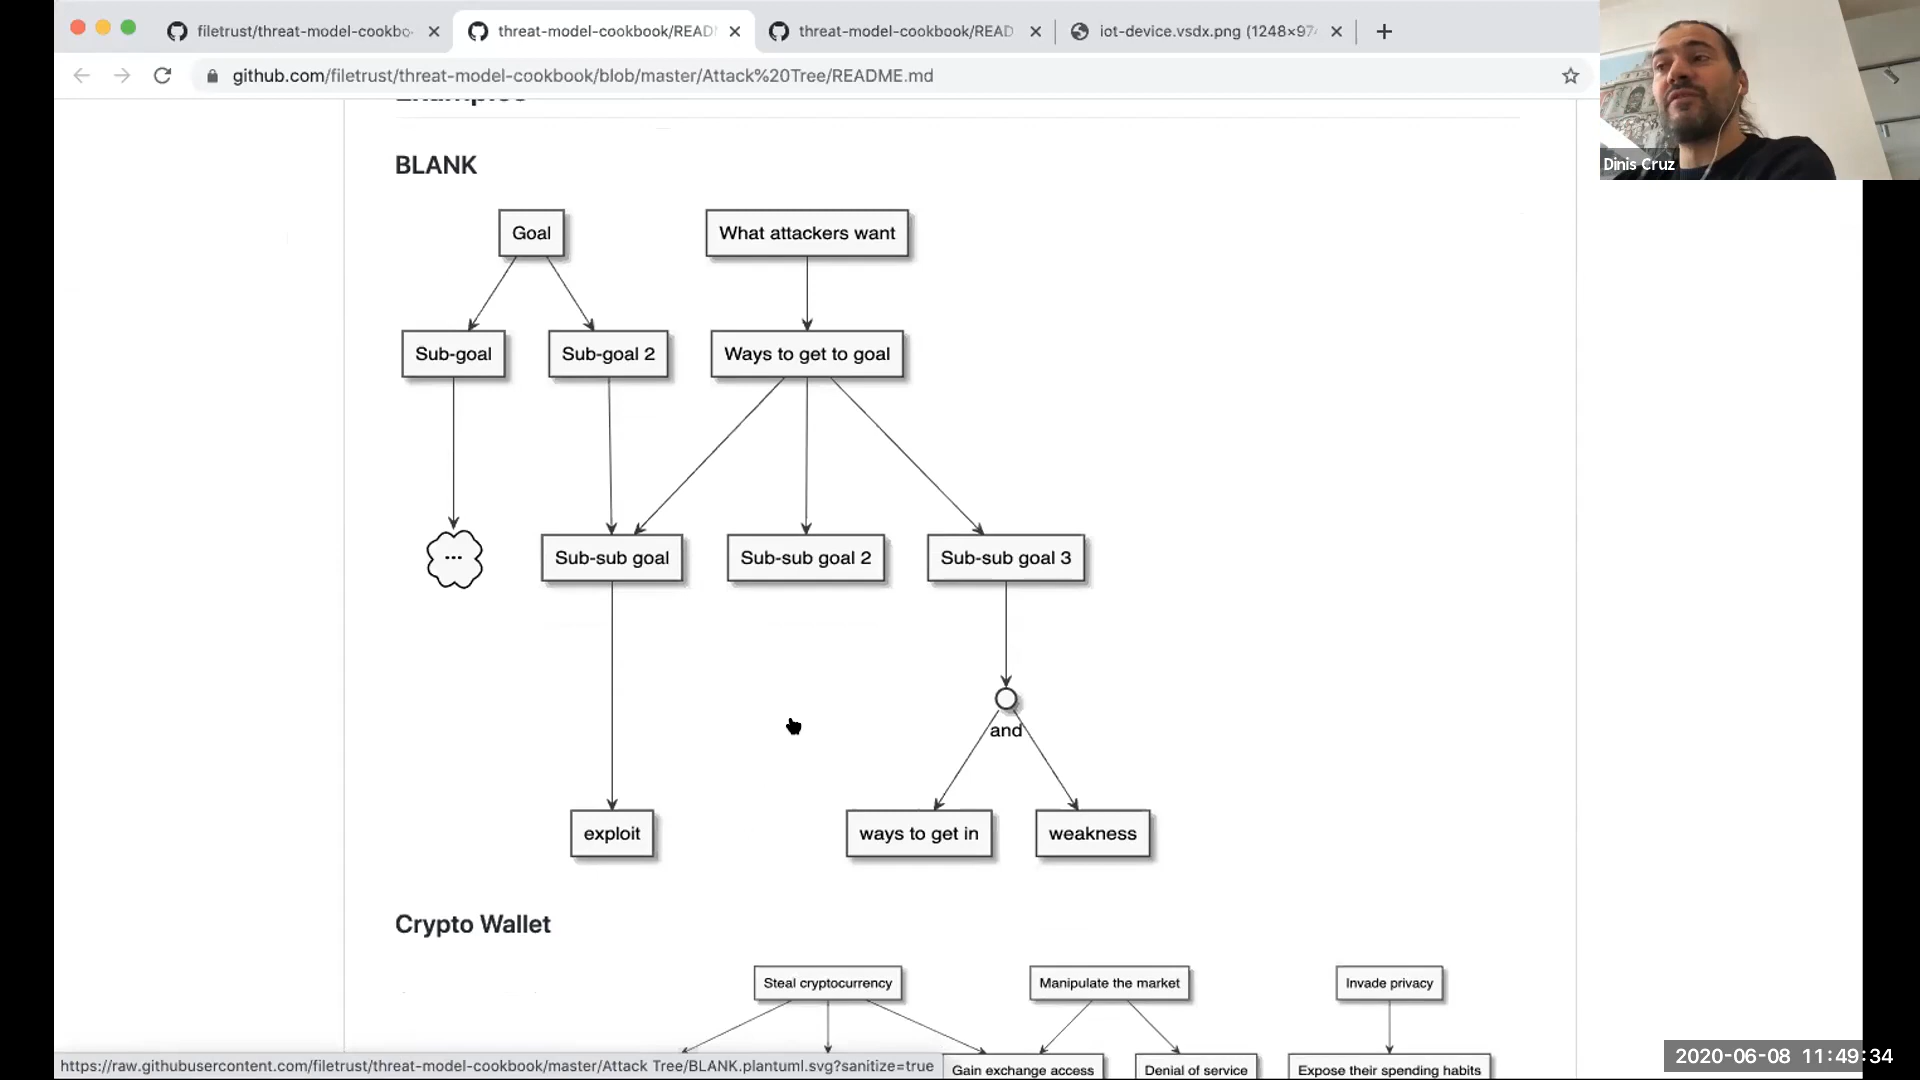 filetrust/threat-model-cookbo
threat-model-cookbook/READ
threat-model-cookbook/READ
iot-device.vsdx.png (1248×97
github.com/filetrust/threat-model-cookbook/blob/master/Attack%20Tree/README.md
Dinis Cruz
Examples
BLANK
Goal
What attackers want
Sub-goal
Sub-goal 2
Ways to get to goal
...
Sub-sub goal
Sub-sub goal 2
Sub-sub goal 3
and
exploit
ways to get in
weakness
Crypto Wallet
Steal cryptocurrency
Manipulate the market
Invade privacy
Gain exchange access
Denial of service
Expose their spending habits
https://raw.githubusercontent.com/filetrust/threat-model-cookbook/master/Attack Tree/BLANK.plantuml.svg?sanitize=true
2020-06-08 11:49:34